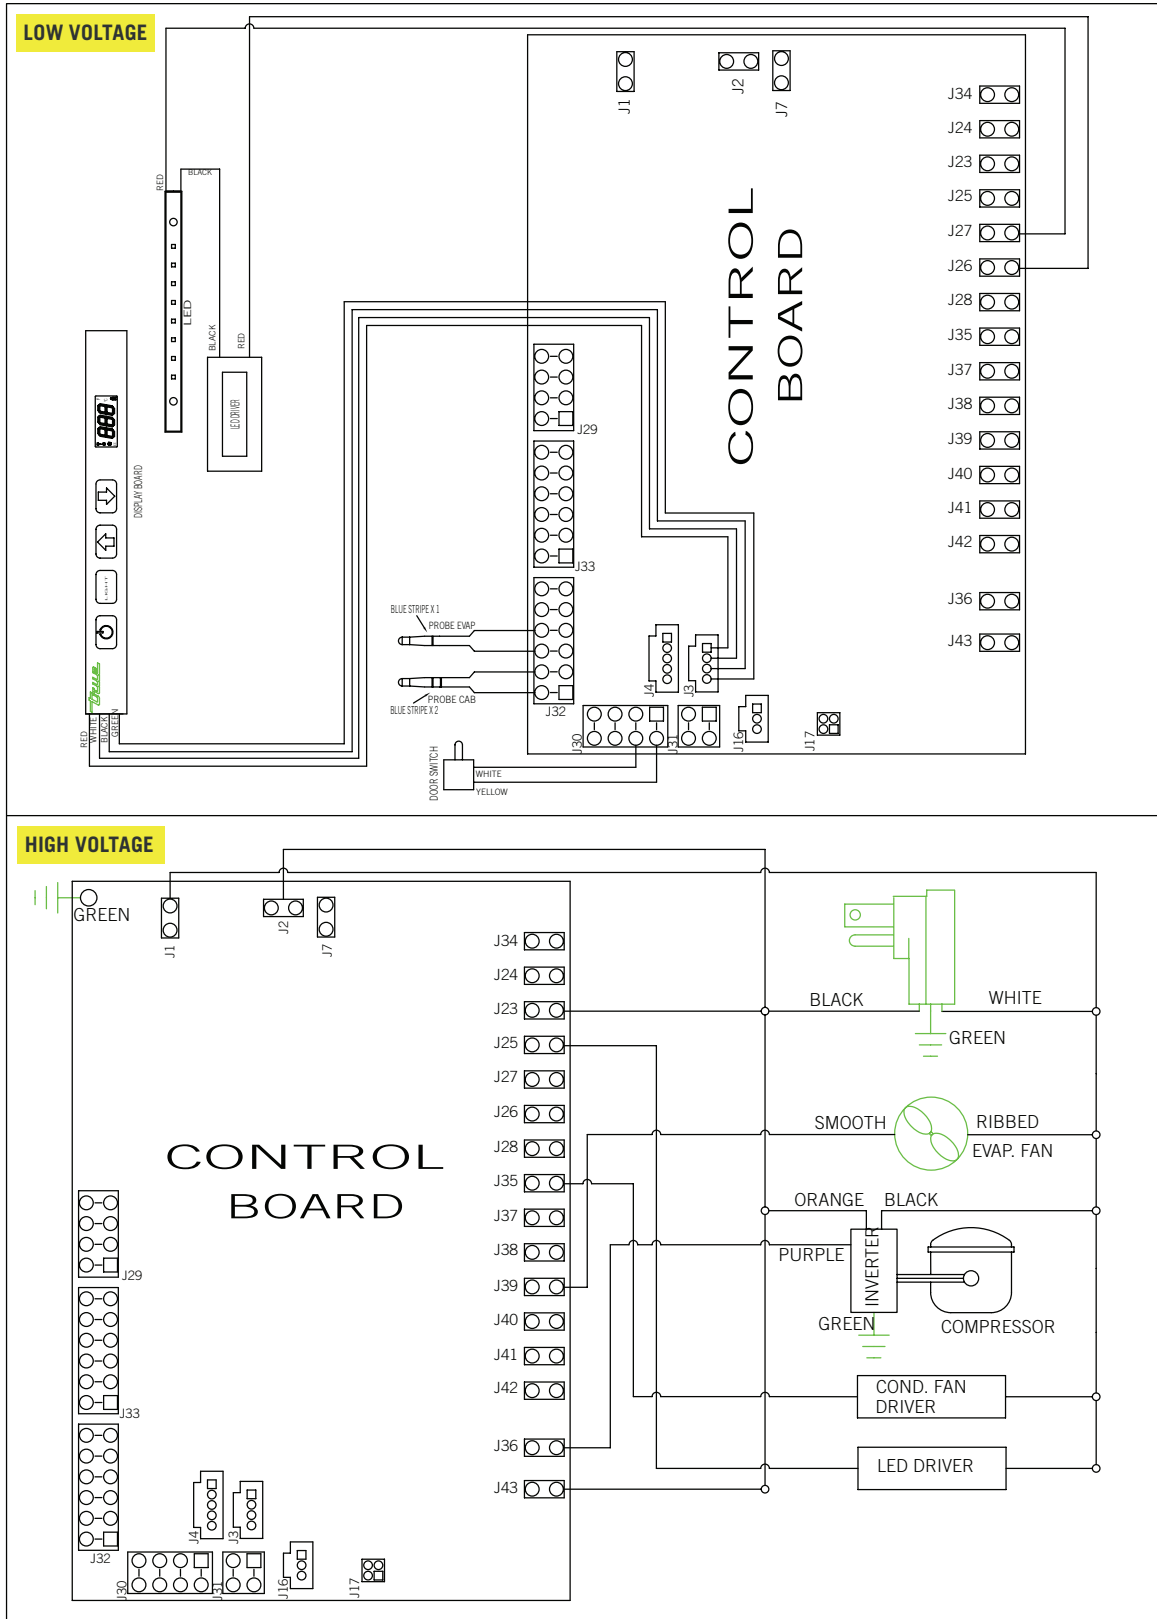 LOW VOLTAGE
J1
J2
J7
J34
J24
J23
J25
J27
J26
J28
J35
J37
J38
J39
J40
J41
J42
J36
J43
CONTROL
BOARD
RED
BLACK
LED
BLACK
RED
LED DRIVER
DISPLAY BOARD
888
LIGHT
true
RED
WHITE
BLACK
GREEN
J29
J33
J32
BLUE STRIPE X 1
PROBE EVAP
PROBE CAB
BLUE STRIPE X 2
J4
J3
J30
J31
J16
J17
DOOR SWITCH
WHITE
YELLOW
HIGH VOLTAGE
GREEN
J1
J2
J7
J34
J24
J23
J25
J27
J26
J28
J35
J37
J38
J39
J40
J41
J42
J36
J43
CONTROL
BOARD
J29
J33
J32
J4
J3
J30
J31
J16
J17
BLACK
WHITE
GREEN
SMOOTH
RIBBED
EVAP. FAN
ORANGE
BLACK
PURPLE
INVERTER
GREEN
COMPRESSOR
COND. FAN
DRIVER
LED DRIVER